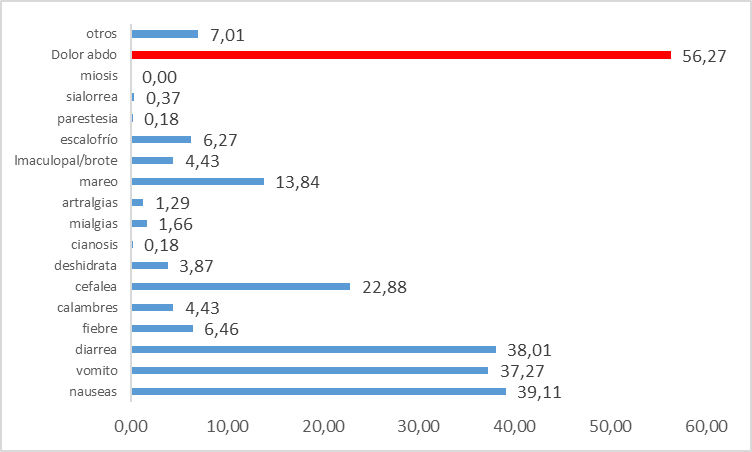 otros 7,01
Dolor abdo 56,27
miosis 0,00
sialorrea 0,37
parestesia 0,18
escalofrío 6,27
lmaculopal/brote 4,43
mareo 13,84
artralgias 1,29
mialgias 1,66
cianosis 0,18
deshidrata 3,87
cefalea 22,88
calambres 4,43
fiebre 6,46
diarrea 38,01
vomito 37,27
nauseas 39,11
0,00 10,00 20,00 30,00 40,00 50,00 60,00